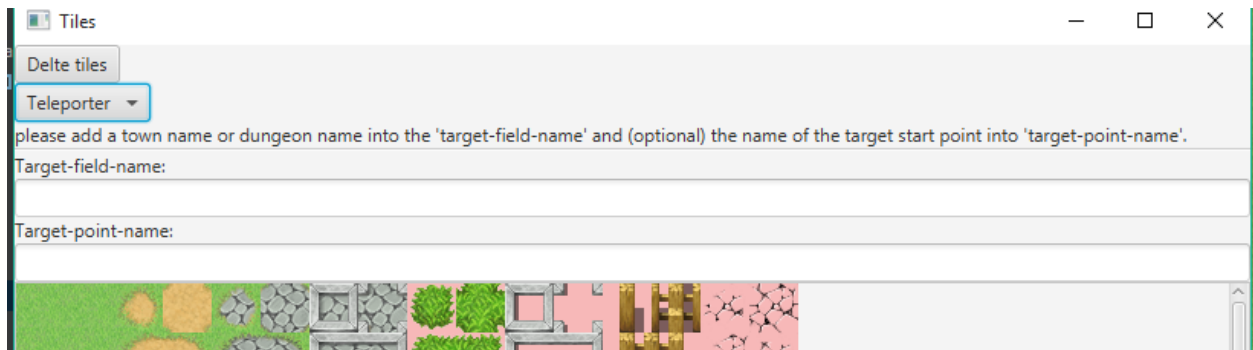 Tiles
Delte tiles
Teleporter
please add a town name or dungeon name into the 'target-field-name' and (optional) the name of the target start point into 'target-point-name'.
Target-field-name:
Target-point-name: